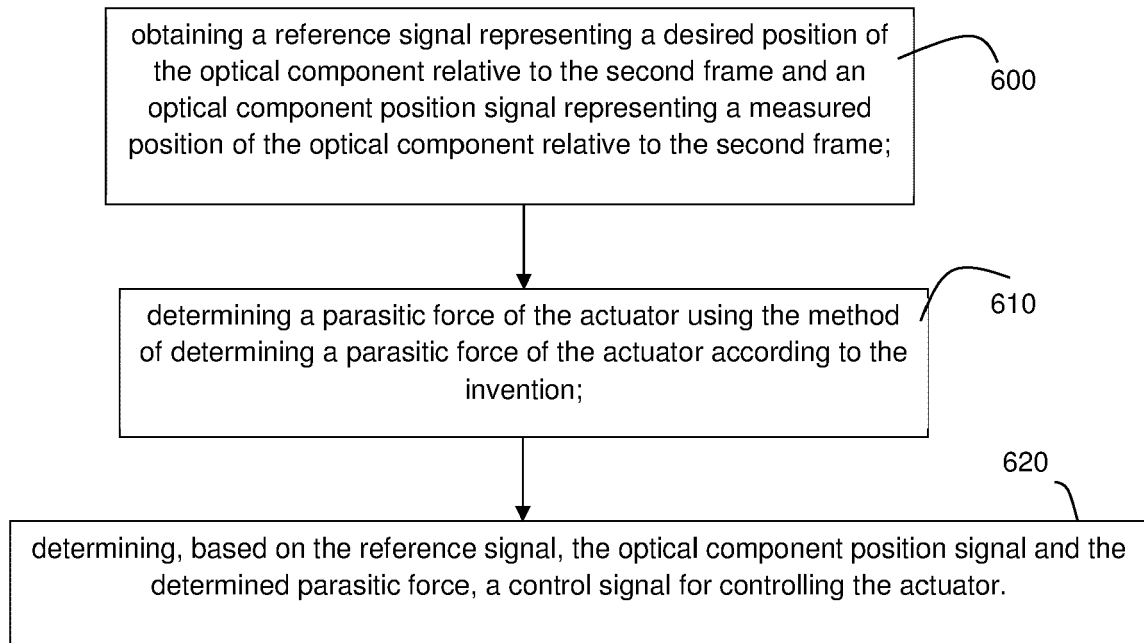 obtaining a reference signal representing a desired position of
the optical component relative to the second frame and an
optical component position signal representing a measured
position of the optical component relative to the second frame;
600
determining a parasitic force of the actuator using the method
of determining a parasitic force of the actuator according to the
invention;
610
620
determining, based on the reference signal, the optical component position signal and the
determined parasitic force, a control signal for controlling the actuator.